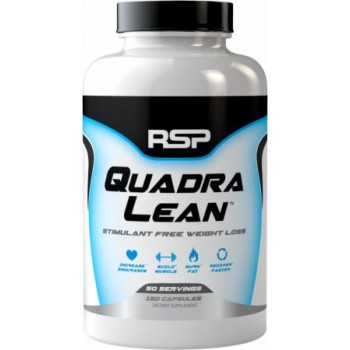 RSP
QUADRA
LEAN™
STIMULANT FREE WEIGHT LOSS
INCREASE BUILD BURN RECOVER
ENDURANCE MUSCLE FAT FASTER
50 SERVINGS
150 CAPSULES
DIETARY SUPPLEMENT